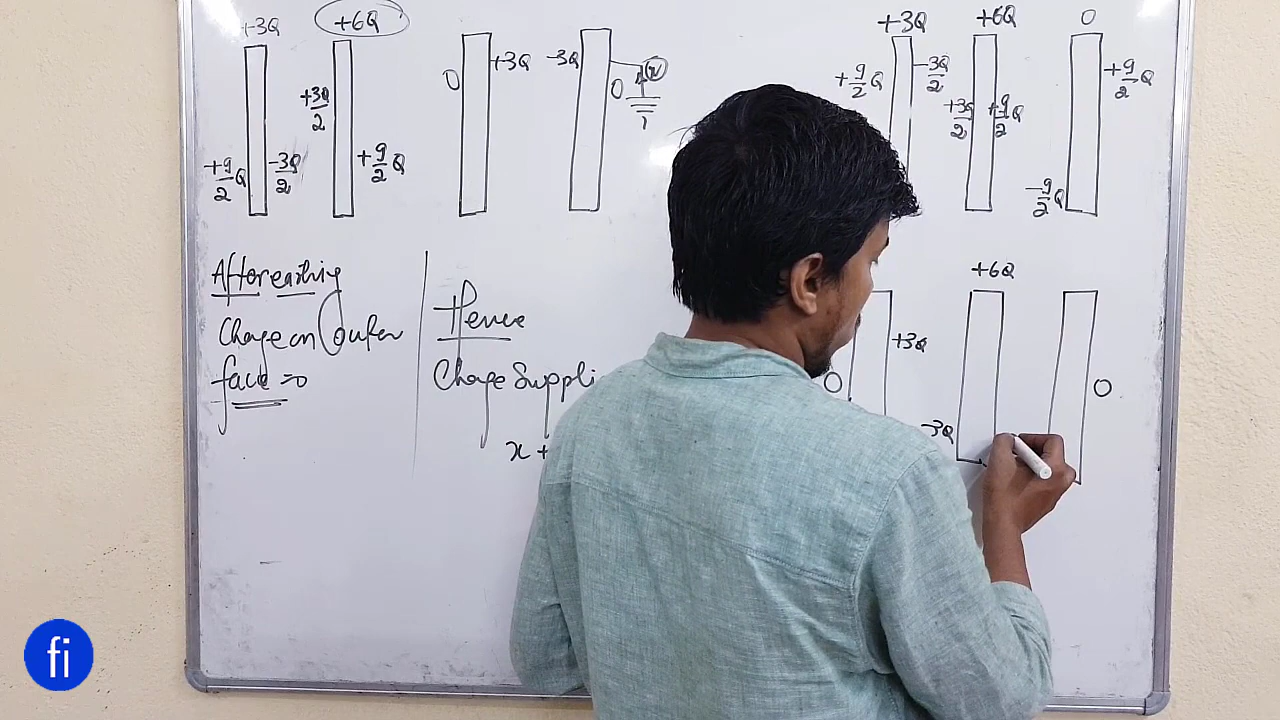 +3Q
+6Q
+3Q/2
+9/2 Q
-3Q/2
+9/2 Q
0
+3Q
-3Q
0
x
+3Q
+6Q
0
+9/2 Q
-3Q/2
+3Q/2
+9/2 Q
+9/2 Q
-9/2 Q
After earthing
Charge on Outer
face = 0
Hence
Charge Suppli
x +
+6Q
+3Q
0
-3Q
0
fi